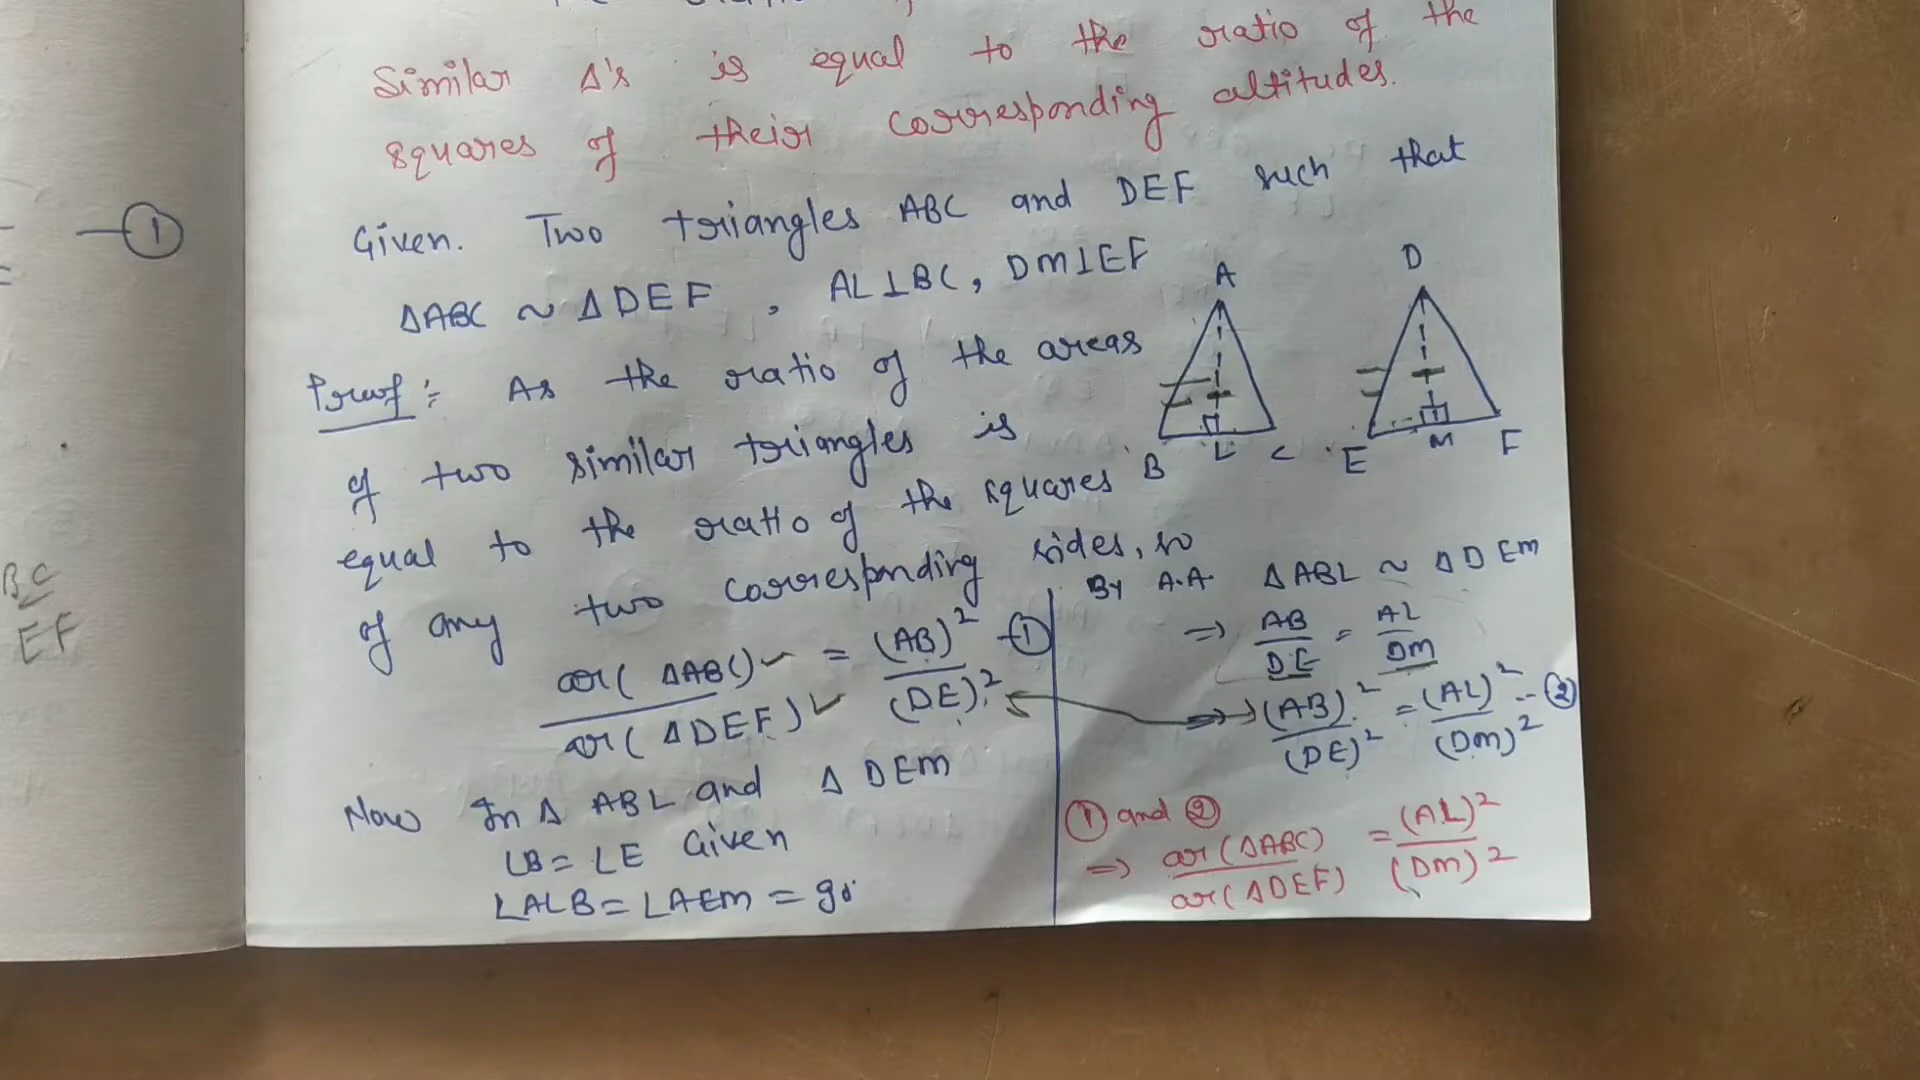 Similar Δ's is equal to the ratio of the
squares of their corresponding altitudes.
Given. Two triangles ABC and DEF such that
ΔABC ~ ΔDEF , AL⊥BC, DM⊥EF
Proof:- As the ratio of the areas
of two similar triangles is
equal to the ratio of the squares
of any two corresponding sides, so
ar(ΔABC) = (AB)² -①
ar(ΔDEF) (DE)²
Now In Δ ABL and Δ DEM
∠B = ∠E Given
∠ALB = ∠AEM = 90
A
B L C
D
E M F
By A.A. ΔABL ~ ΔDEM
⇒ AB = AL
DE DM
⇒ (AB)² = (AL)² -- ②
(DE)² (DM)²
① and ②
⇒ ar(ΔABC) = (AL)²
ar(ΔDEF) (DM)²
— ①
BC
EF